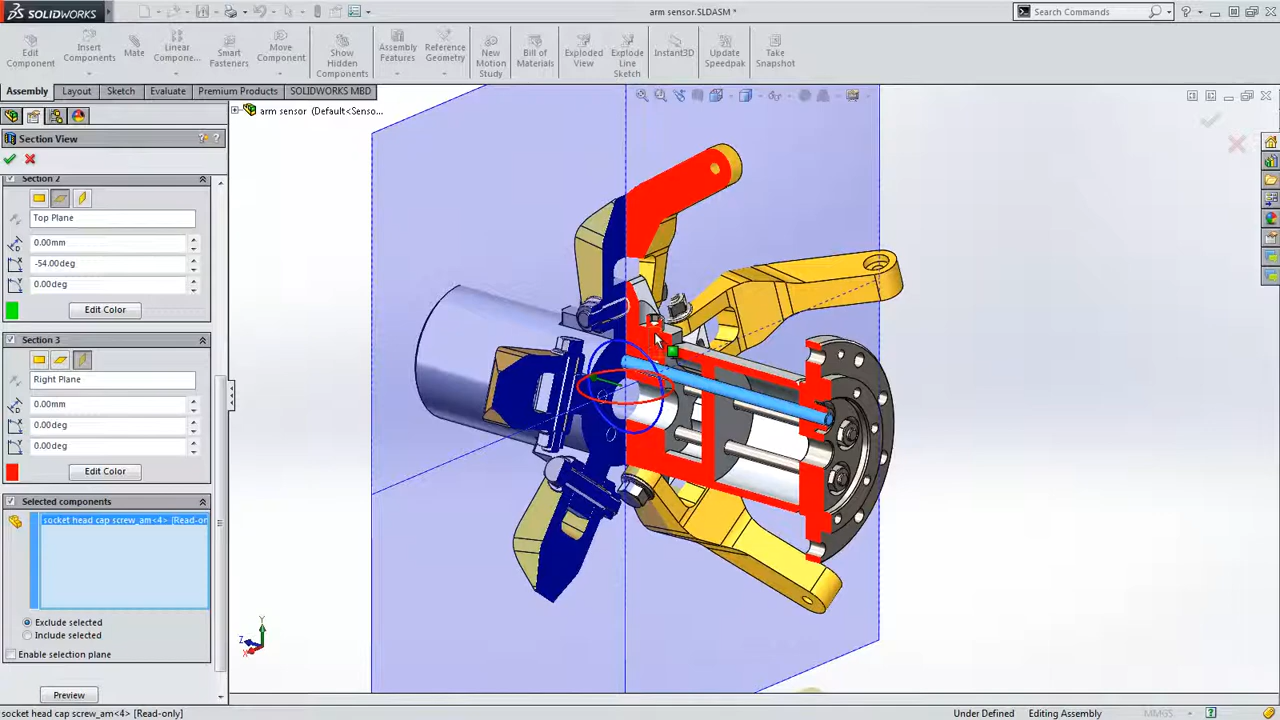 SOLIDWORKS
arm sensor.SLDASM *
Search Commands
Edit Component
Insert Components
Mate
Linear Compone...
Smart Fasteners
Move Component
Show Hidden Components
Assembly Features
Reference Geometry
New Motion Study
Bill of Materials
Exploded View
Explode Line Sketch
Instant3D
Update Speedpak
Take Snapshot
Assembly
Layout
Sketch
Evaluate
Premium Products
SOLIDWORKS MBD
arm sensor (Default<Senso...
Section View
Section 2
Top Plane
0.00mm
-54.00deg
0.00deg
Edit Color
Section 3
Right Plane
0.00mm
0.00deg
0.00deg
Edit Color
Selected components
socket head cap screw_am<4> [Read-on
Exclude selected
Include selected
Enable selection plane
Preview
Y
Z
X
socket head cap screw_am<4> [Read-only]
Under Defined
Editing Assembly
MMGS